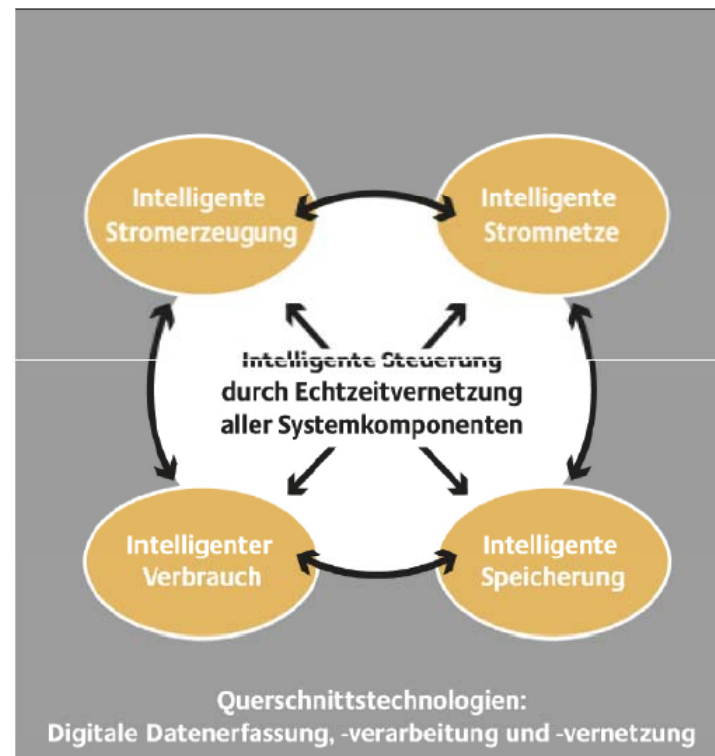 Intelligente
Stromerzeugung
Intelligente
Stromnetze
Intelligente Steuerung
durch Echtzeitvernetzung
aller Systemkomponenten
Intelligenter
Verbrauch
Intelligente
Speicherung
Querschnittstechnologien:
Digitale Datenerfassung, -verarbeitung und -vernetzung